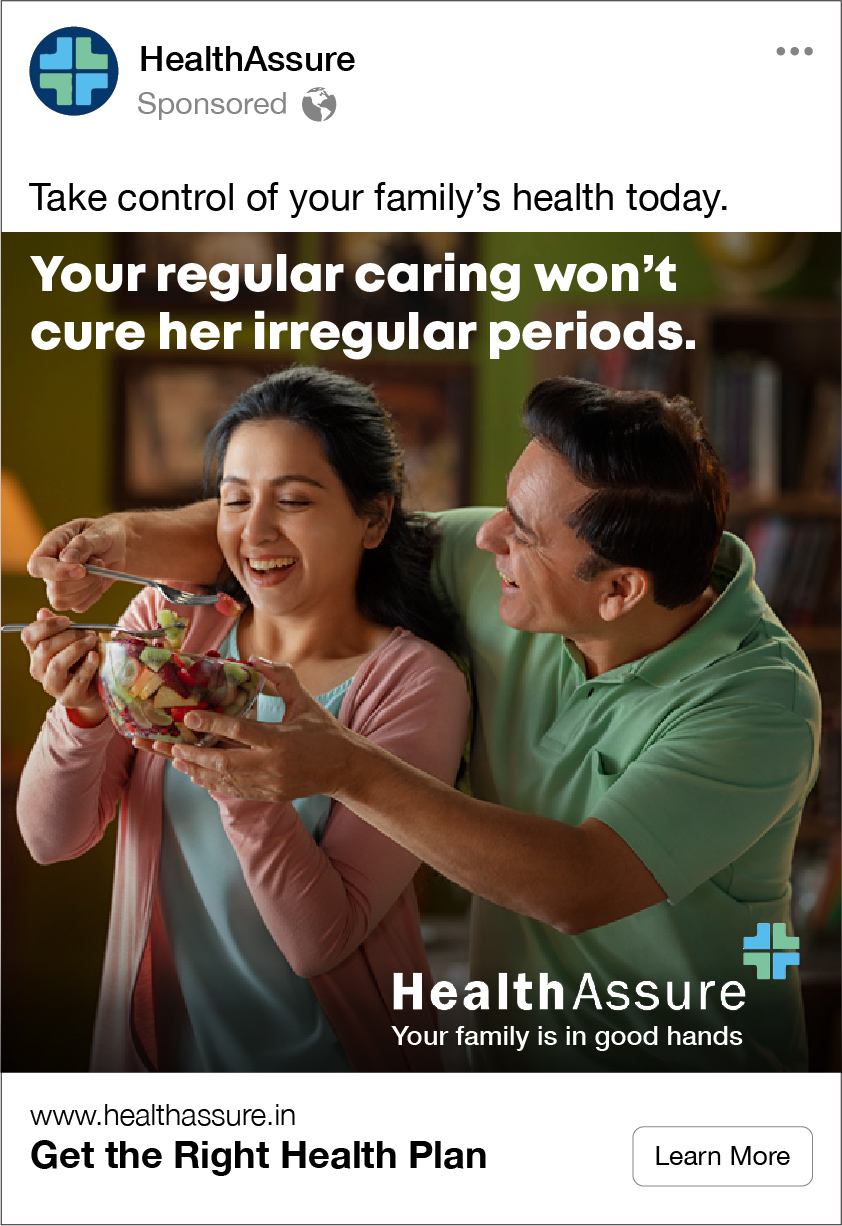 HealthAssure
Sponsored
Take control of your family’s health today.
Your regular caring won’t
cure her irregular periods.
HealthAssure
Your family is in good hands
www.healthassure.in
Get the Right Health Plan
Learn More